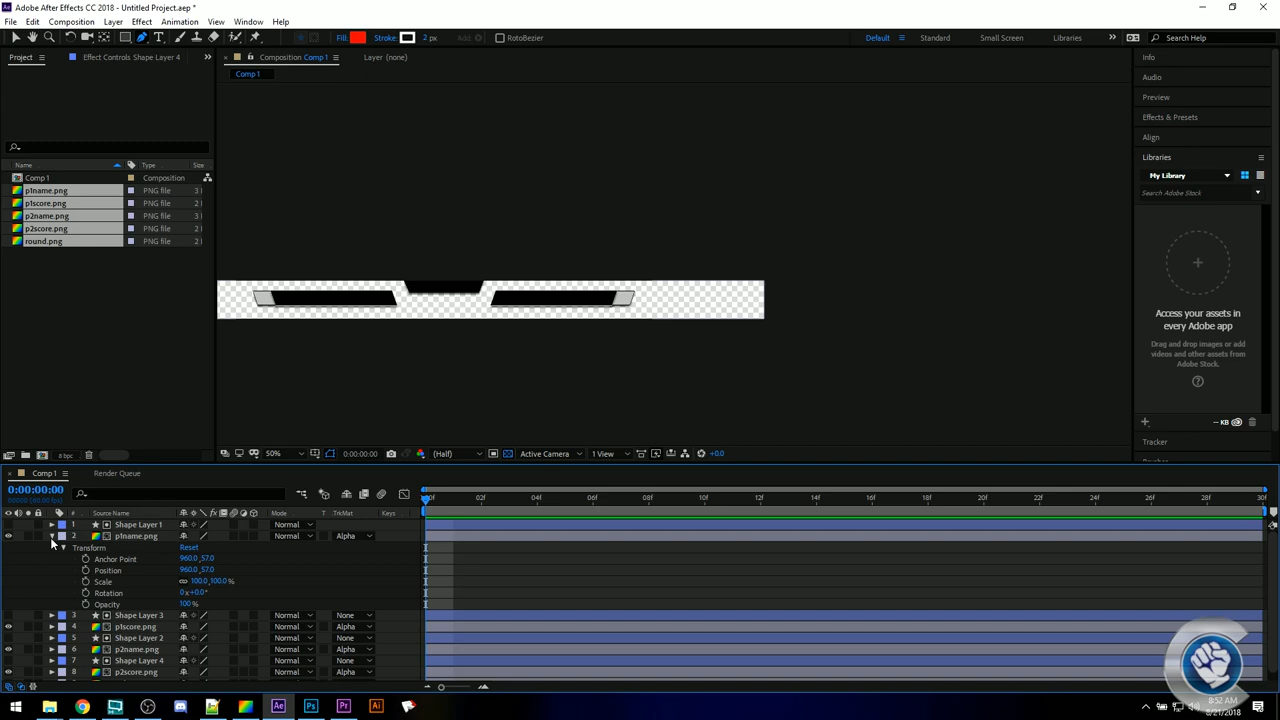 Adobe After Effects CC 2018 - Untitled Project.aep *
File Edit Composition Layer Effect Animation View Window Help
Fill: Stroke: 2 px Add: RotoBezier Default Standard Small Screen Libraries Search Help
Project Effect Controls Shape Layer 4 Composition Comp 1 Layer (none) Info
Comp 1
Audio
Preview
Effects & Presets
Align
Name Type Size
Comp 1 Composition
p1name.png PNG file 3
p1score.png PNG file 2
p2name.png PNG file 3
p2score.png PNG file 2
round.png PNG file 2
Libraries
My Library
Search Adobe Stock
Access your assets in
every Adobe app
Drag and drop images or add
videos and other assets from
Adobe Stock.
-- KB
Tracker
8 bpc 50% 0:00:00:00 (Half) Active Camera 1 View +0.0
Comp 1 Render Queue
0:00:00:00
02f 04f 06f 08f 10f 12f 14f 16f 18f 20f 22f 24f 26f 28f 30f
# Source Name Mode T TrkMat Keys
1 Shape Layer 1 Normal
2 p1name.png Normal Alpha
Transform Reset
Anchor Point 960.0,57.0
Position 960.0,57.0
Scale 100.0,100.0%
Rotation 0x+0.0°
Opacity 100%
3 Shape Layer 3 Normal None
4 p1score.png Normal Alpha
5 Shape Layer 2 Normal None
6 p2name.png Normal Alpha
7 Shape Layer 4 Normal None
8 p2score.png Normal Alpha
8:52 AM
8/21/2018